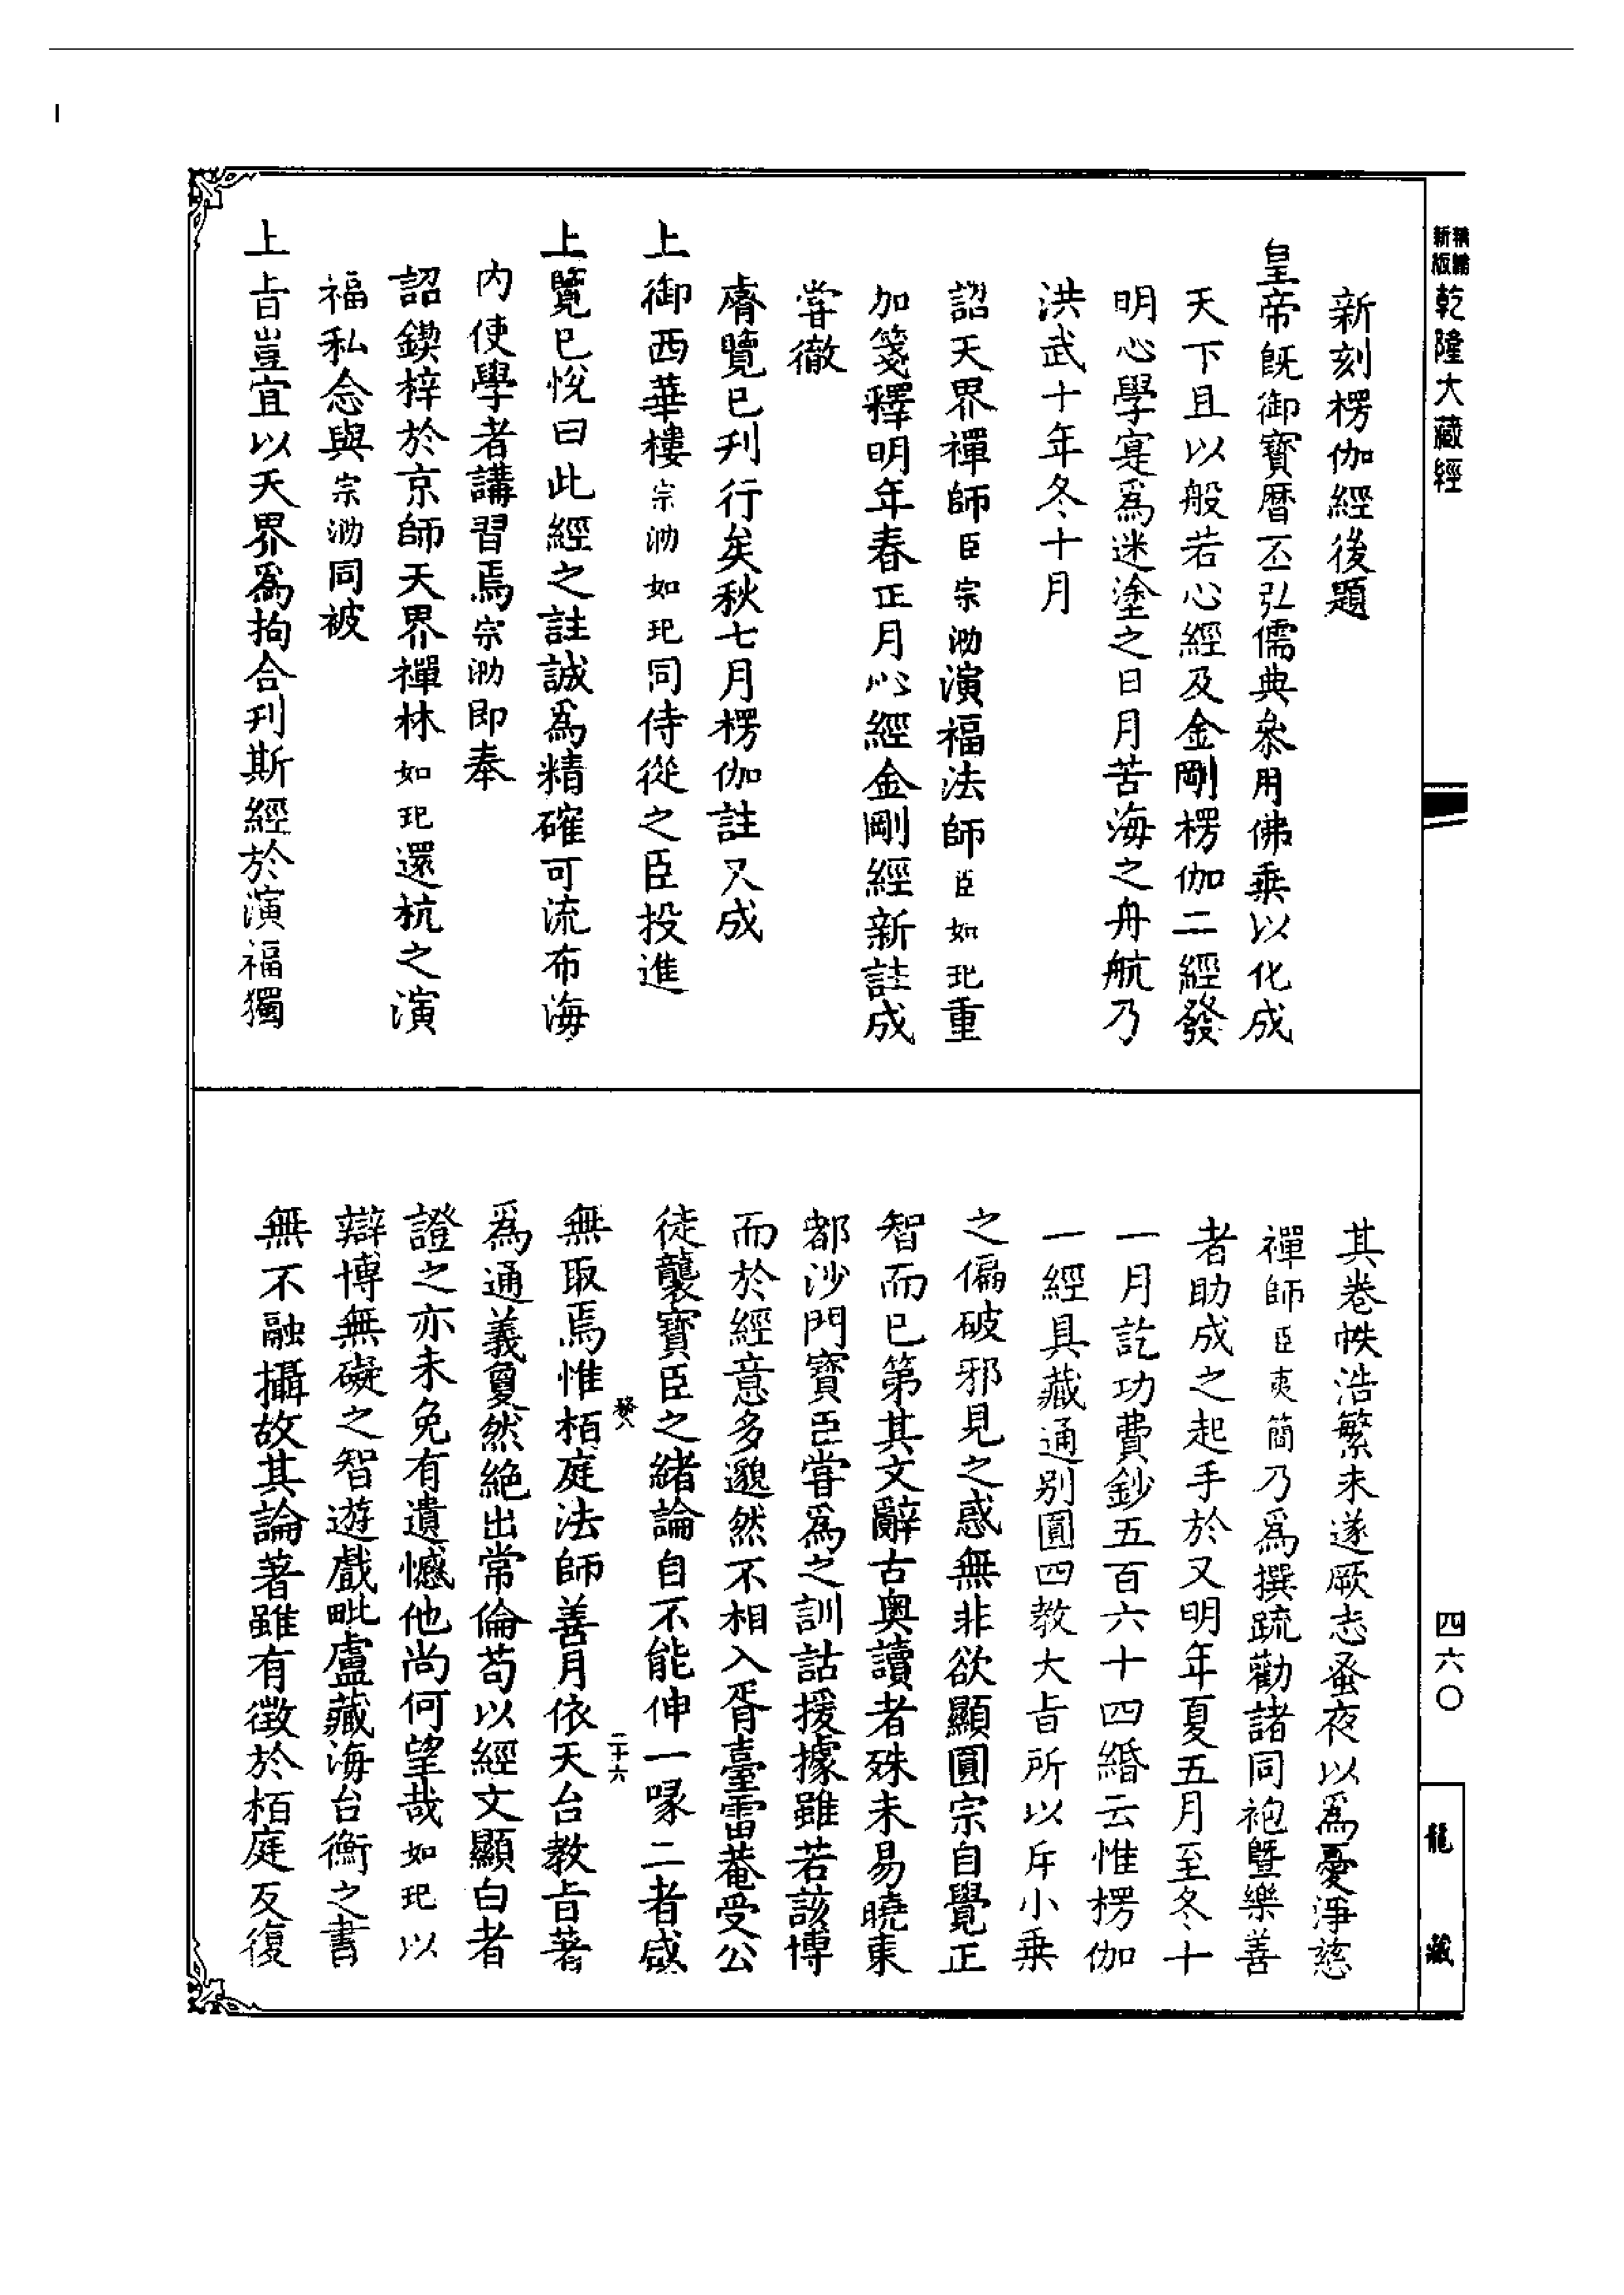 新刻楞伽經後題
皇帝旣御寶曆丕弘儒典叅用佛乗以化成
天下且以般若心經及金剛楞伽二經發
明心學寔爲迷塗之日月苦海之舟航乃
洪武十年冬十月
詔天界禪師臣宗泐演福法師臣如玘重
加箋釋明年春正月以經金剛經新註成
甞徹
睿覽已刋行矣秋七月楞伽註又成
上御西華樓宗泐如玘同侍從之臣投進
上覽已悅曰此經之註誠爲精確可流布海
内使學者講習焉宗泐即奉
詔鍥梓於京師天界禪林如玘還杭之演
福私念與宗泐同被
上旨豈宜以天界爲拘合刋斯經於演福獨
其卷帙浩繁未遂厥志蚤夜以爲憂淨慈
禪師臣夷簡乃爲撰䟽勸諸同袍曁樂善
者助成之起手於又明年夏五月至冬十
一月訖功費鈔五百六十四緡云惟楞伽
一經具藏通别圓四教大旨所以斥小乗
之偏破邪見之惑無非欲顯圓宗自覺正
智而已第其文辭古奥讀者殊未易曉東
都沙門寶臣甞爲之訓詁援據雖若該博
而於經意多邈然不相入胥臺雷菴受公
徒襲寶臣之緒論自不能伸一喙二者咸
無取焉惟栢庭法師善月依天台教旨著
爲通義敻然絶出常倫苟以經文顯白者
證之亦未免有遺憾他尚何望哉如玘以
辯博無礙之智遊戲毗盧藏海台衡之書
無不融攝故其論著雖有徵於栢庭反復
二十六
新版
乾隆大藏經
四六〇
龍藏